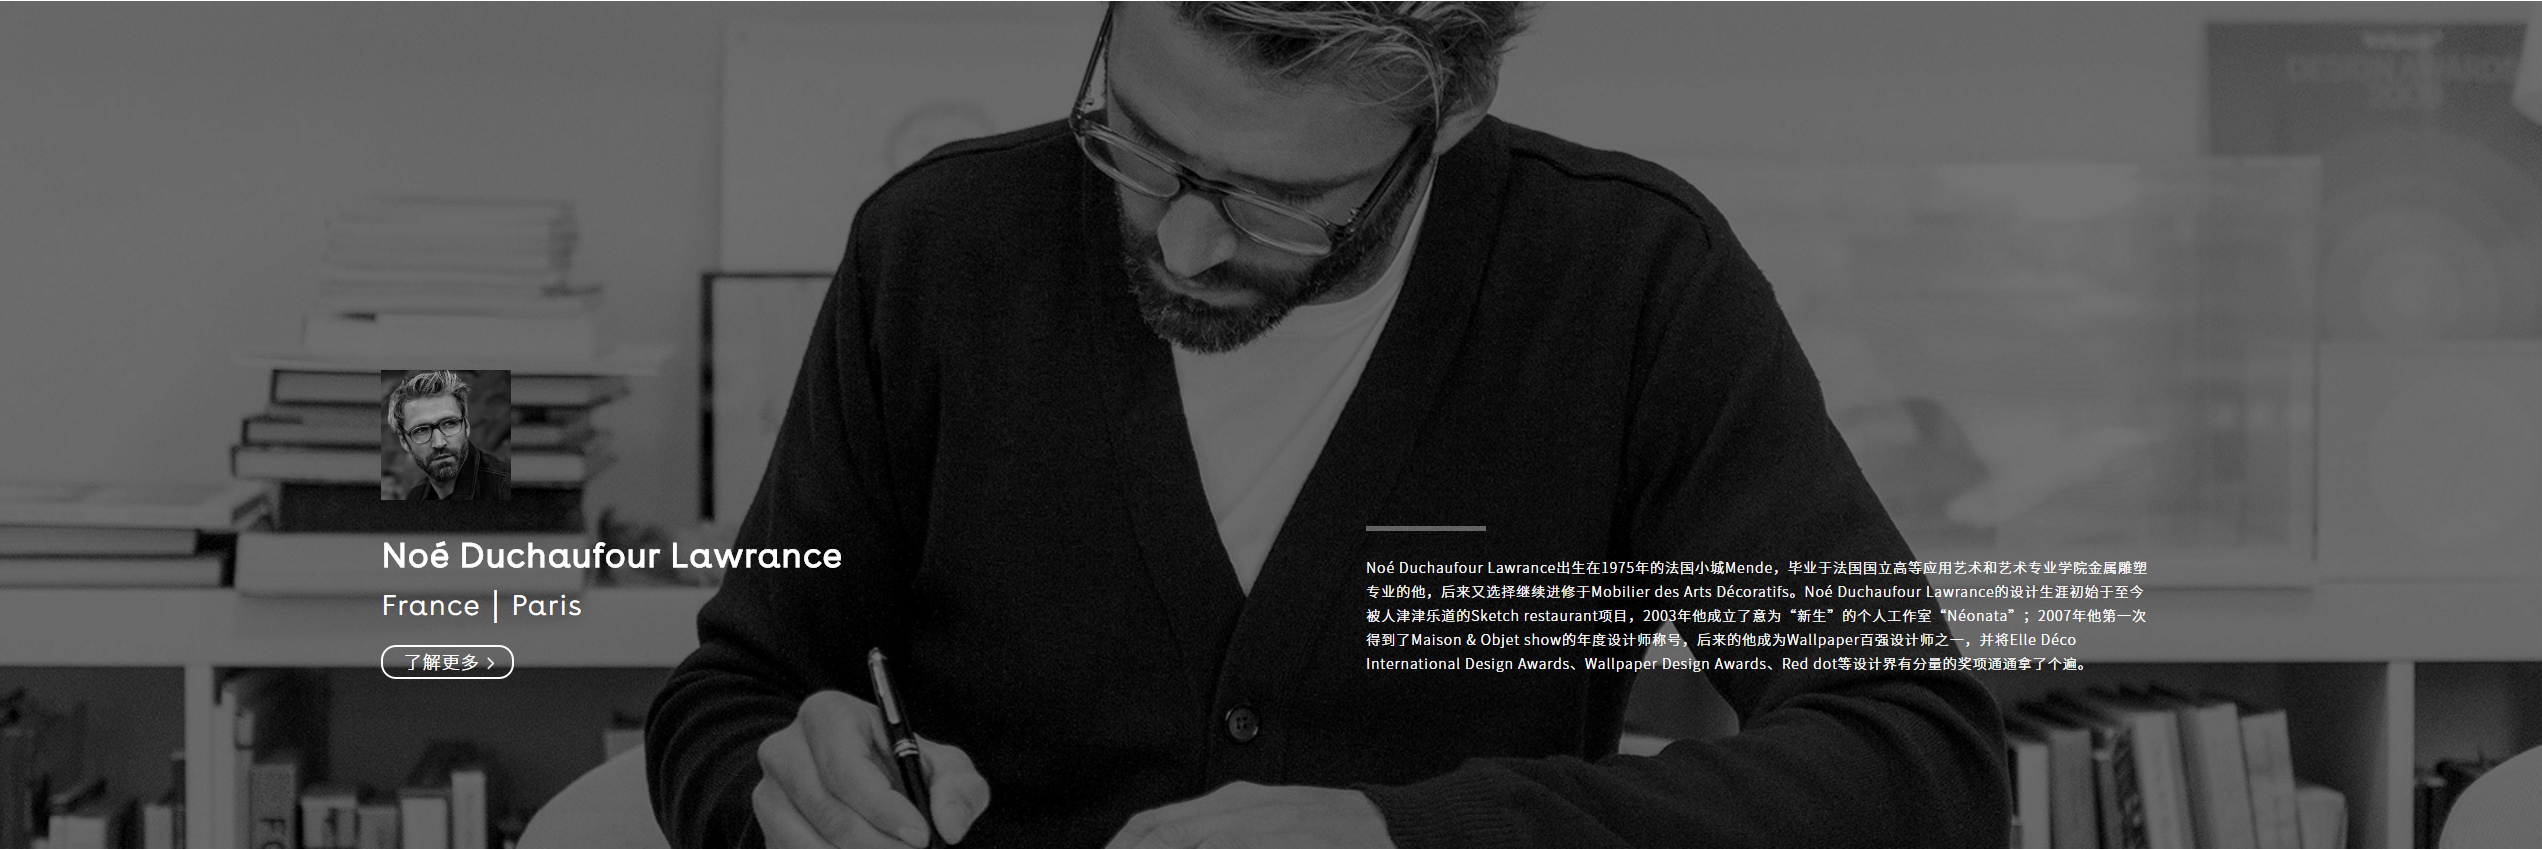 Noé Duchaufour Lawrance
France | Paris
了解更多 >
Noé Duchaufour Lawrance出生在1975年的法国小城Mende，毕业于法国国立高等应用艺术和艺术专业学院金属雕塑
专业的他，后来又选择继续进修于Mobilier des Arts Décoratifs。Noé Duchaufour Lawrance的设计生涯初始于至今
被人津津乐道的Sketch restaurant项目，2003年他成立了意为“新生”的个人工作室“Néonata”；2007年他第一次
得到了Maison & Objet show的年度设计师称号，后来的他成为Wallpaper百强设计师之一，并将Elle Déco
International Design Awards、Wallpaper Design Awards、Red dot等设计界有分量的奖项通通拿了个遍。